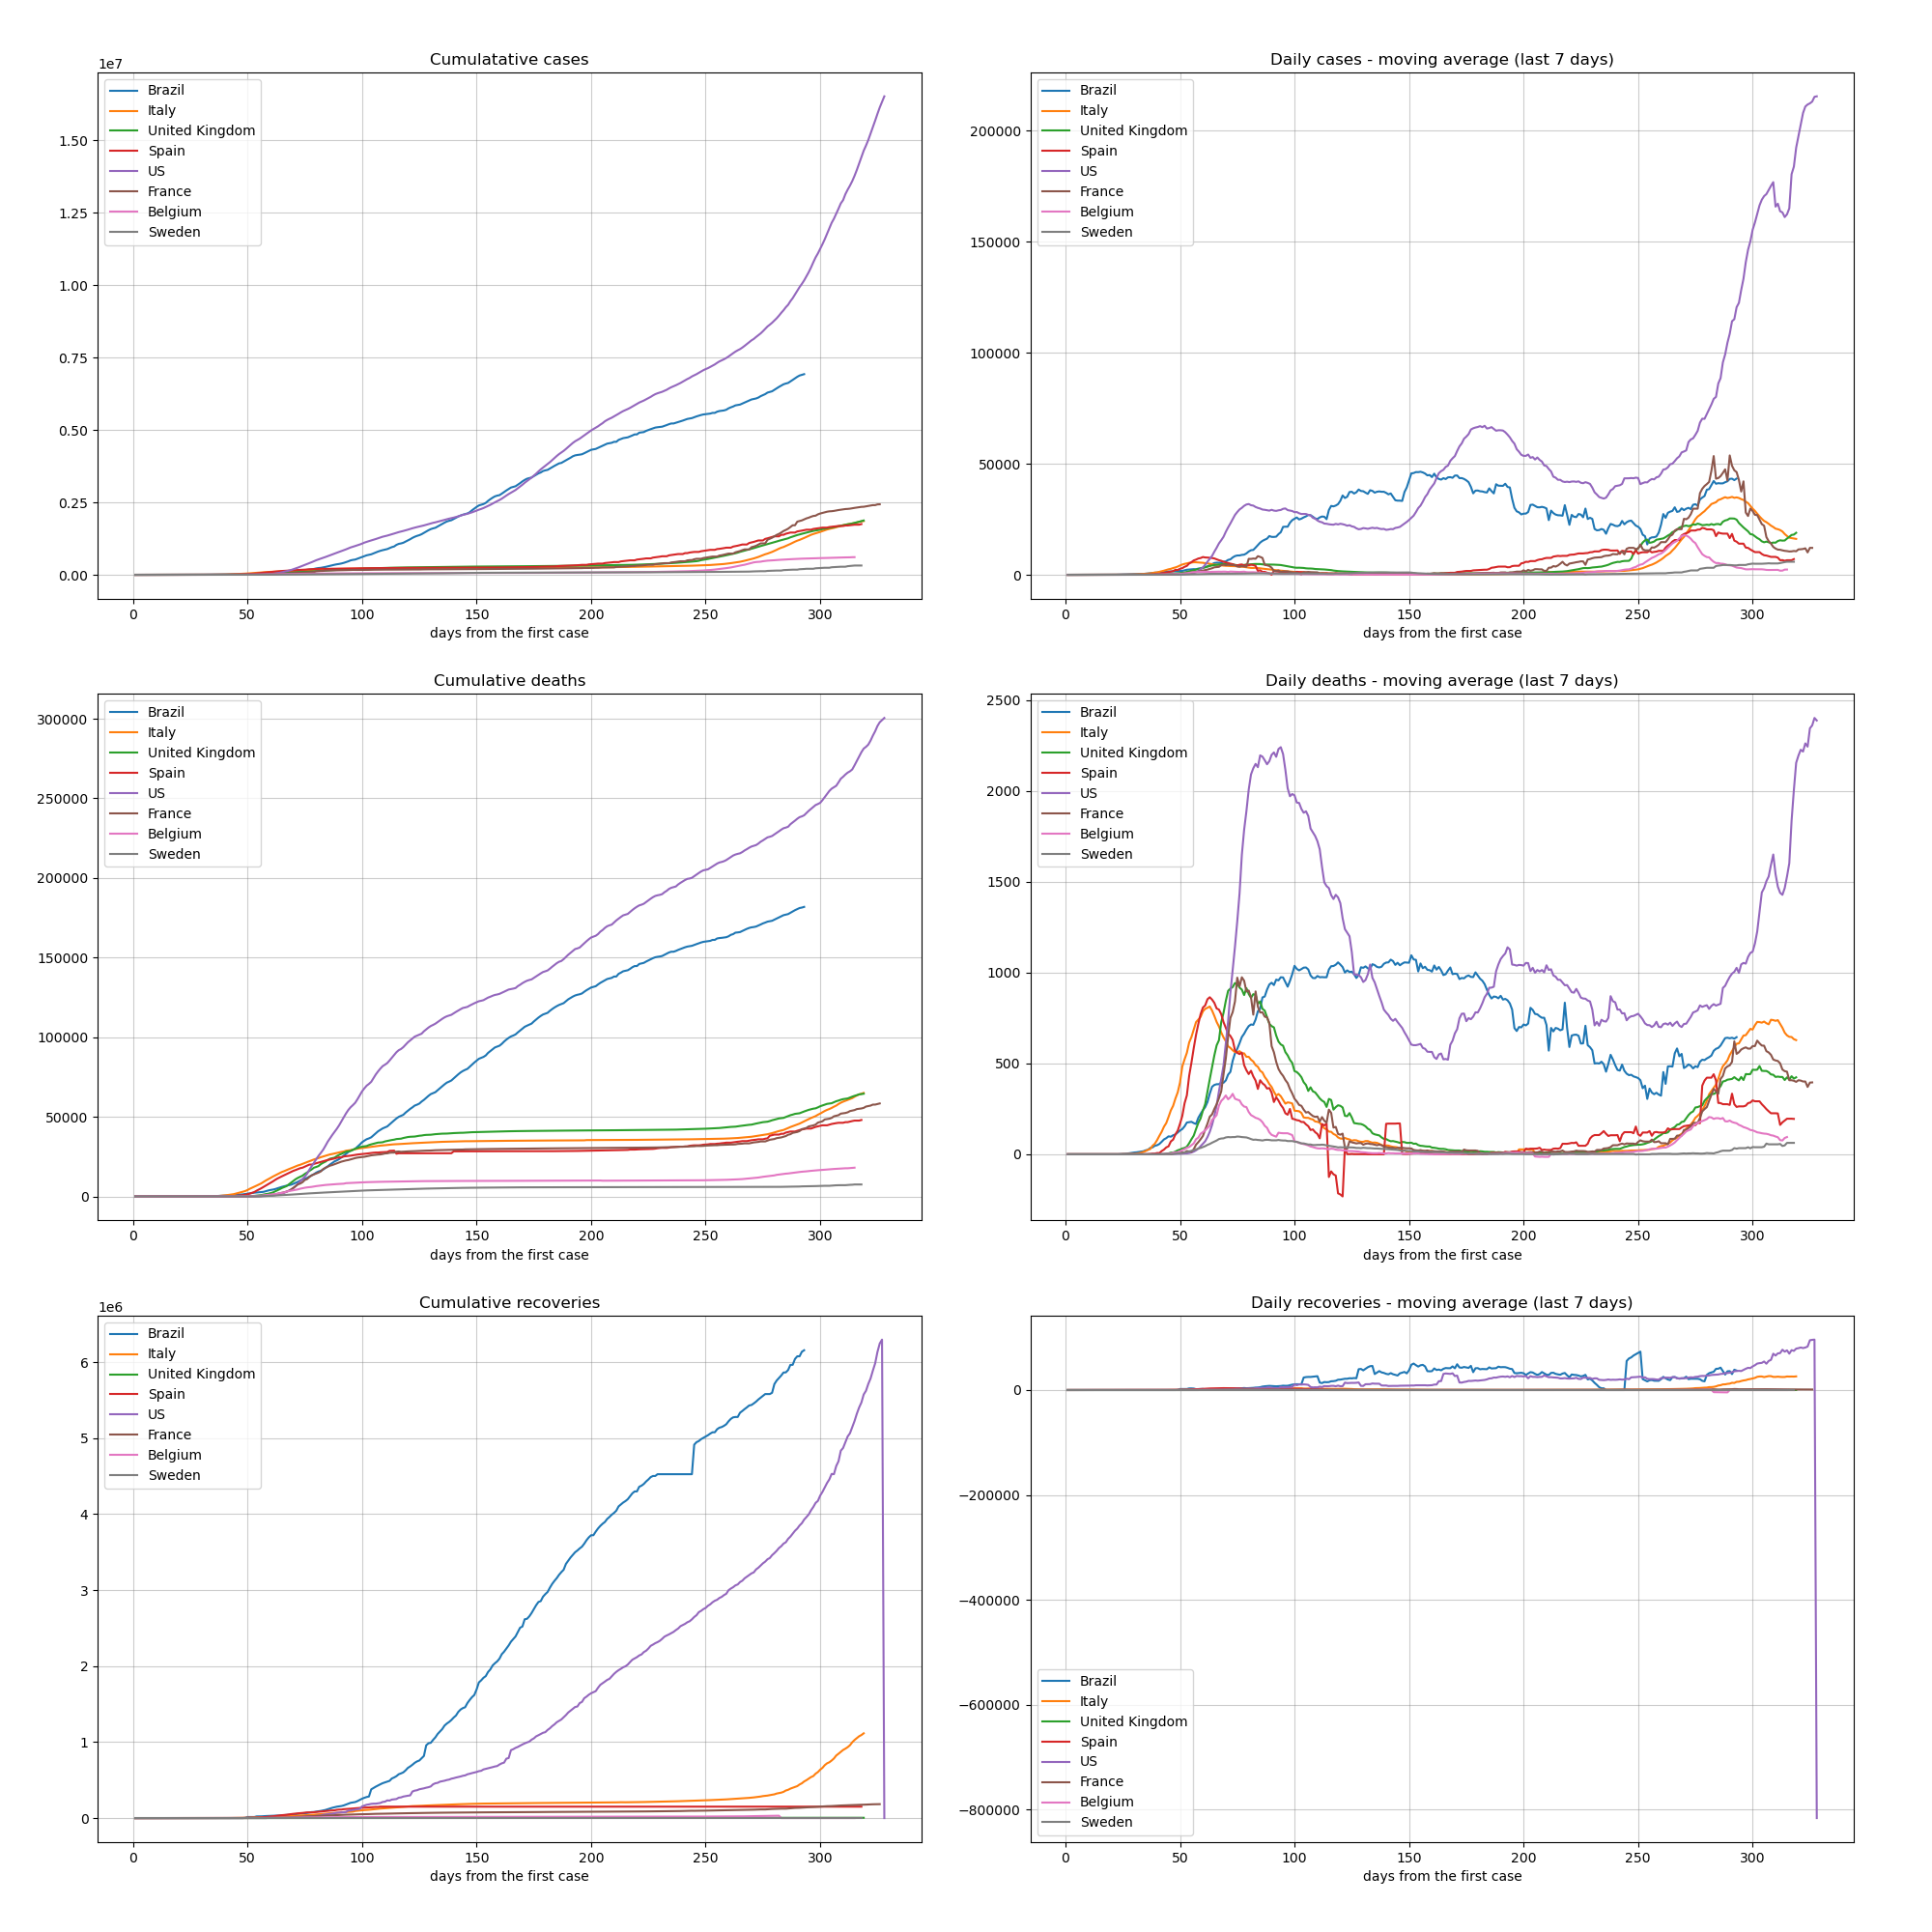 Cumulatative cases
1e7
1.50
1.25
1.00
0.75
0.50
0.25
0.00
Brazil
Italy
United Kingdom
Spain
US
France
Belgium
Sweden
0 50 100 150 200 250 300
days from the first case
Daily cases - moving average (last 7 days)
200000
150000
100000
50000
0
Brazil
Italy
United Kingdom
Spain
US
France
Belgium
Sweden
0 50 100 150 200 250 300
days from the first case
Cumulative deaths
300000
250000
200000
150000
100000
50000
0
Brazil
Italy
United Kingdom
Spain
US
France
Belgium
Sweden
0 50 100 150 200 250 300
days from the first case
Daily deaths - moving average (last 7 days)
2500
2000
1500
1000
500
0
Brazil
Italy
United Kingdom
Spain
US
France
Belgium
Sweden
0 50 100 150 200 250 300
days from the first case
Cumulative recoveries
1e6
6
5
4
3
2
1
0
Brazil
Italy
United Kingdom
Spain
US
France
Belgium
Sweden
0 50 100 150 200 250 300
days from the first case
Daily recoveries - moving average (last 7 days)
0
−200000
−400000
−600000
−800000
Brazil
Italy
United Kingdom
Spain
US
France
Belgium
Sweden
0 50 100 150 200 250 300
days from the first case